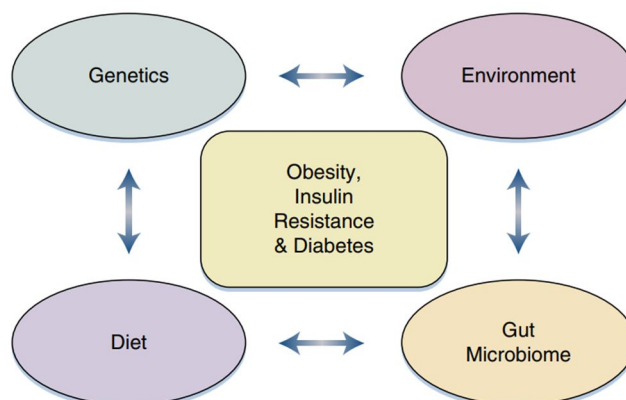 Genetics
Environment
Obesity,
Insulin
Resistance
& Diabetes
Diet
Gut
Microbiome